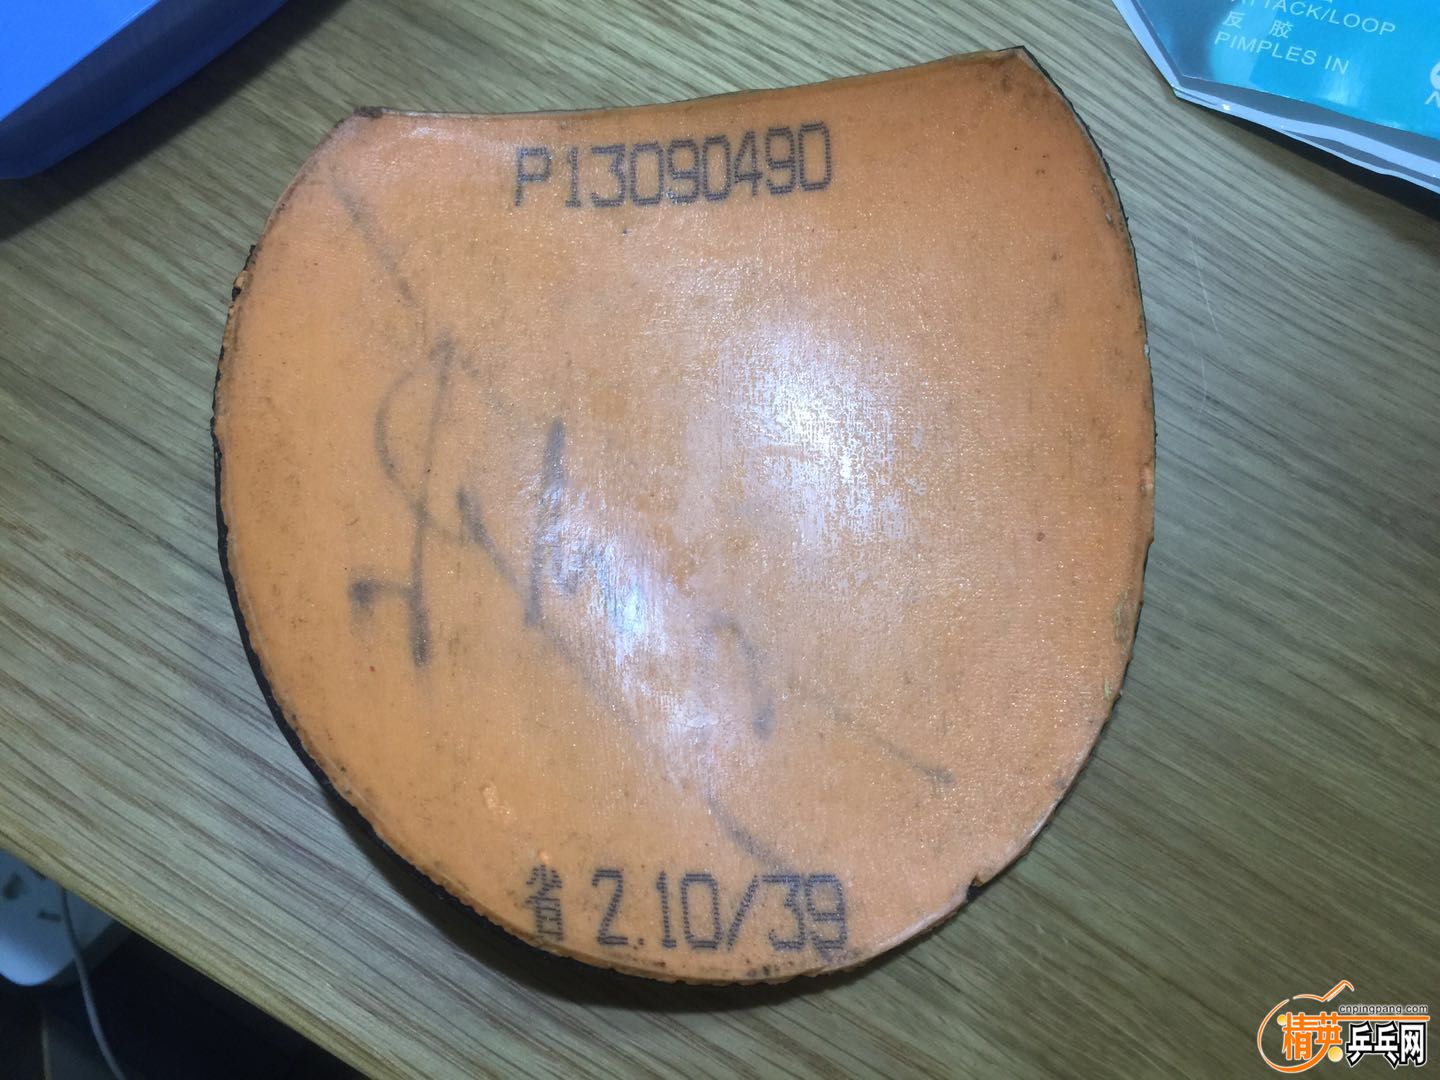 ATTACK/LOOP
反 胶
PIMPLES IN
P13090490
省 2.10/39
cnpingpang.com
精英乒乓网